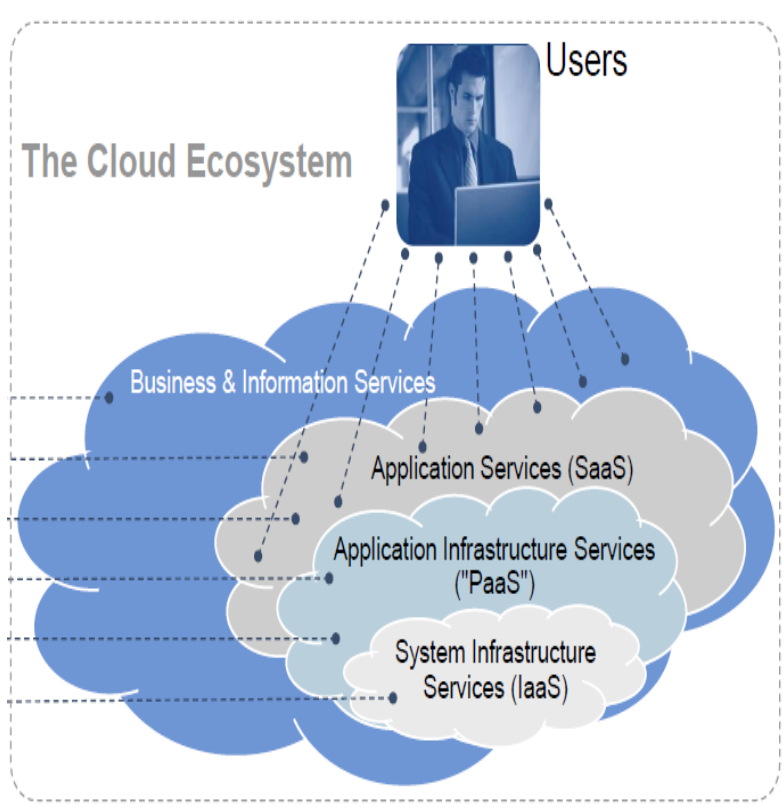 Users
The Cloud Ecosystem
Business & Information Services
Application Services (SaaS)
Application Infrastructure Services
("PaaS")
System Infrastructure
Services (IaaS)